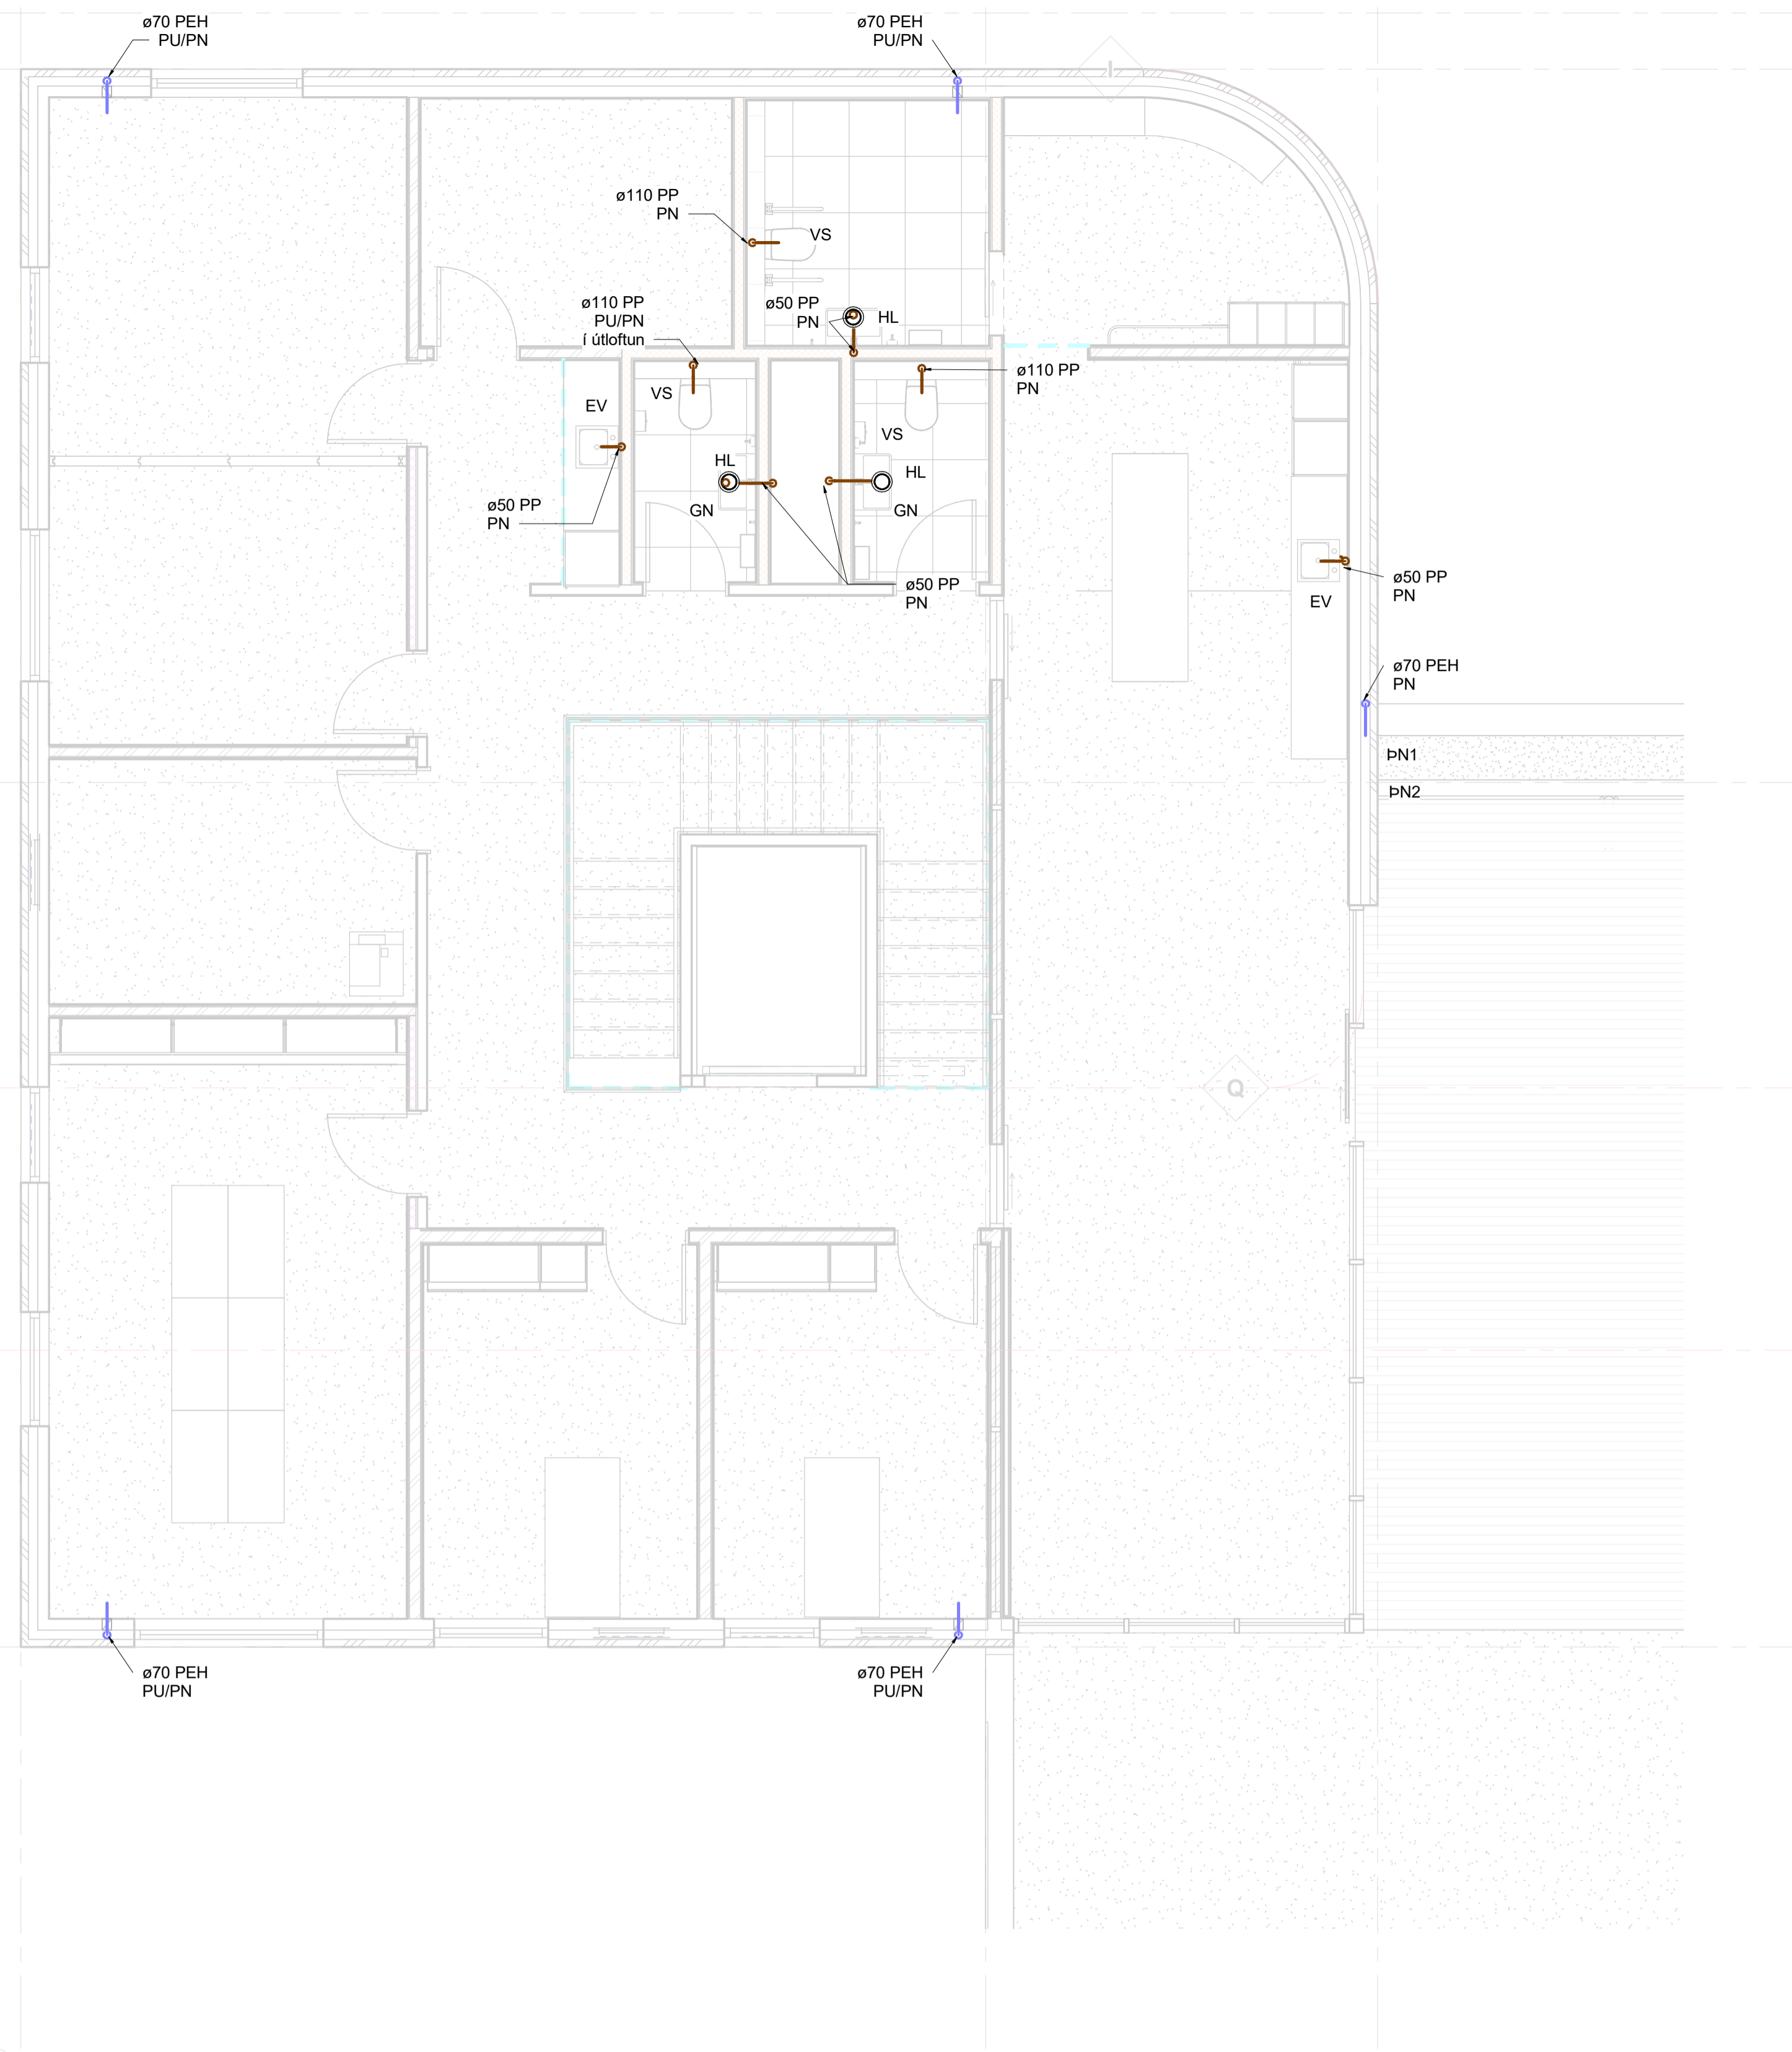 ø70 PEH
PU/PN
ø70 PEH
PU/PN
I
ø110 PP
PN
VS
ø110 PP
PU/PN
í útloftun
ø50 PP
PN
HL
ø110 PP
PN
VS
EV
VS
HL
HL
ø50 PP
PN
GN
GN
ø50 PP
PN
ø50 PP
PN
EV
ø70 PEH
PN
ÞN1
ÞN2
Q
ø70 PEH
PU/PN
ø70 PEH
PU/PN